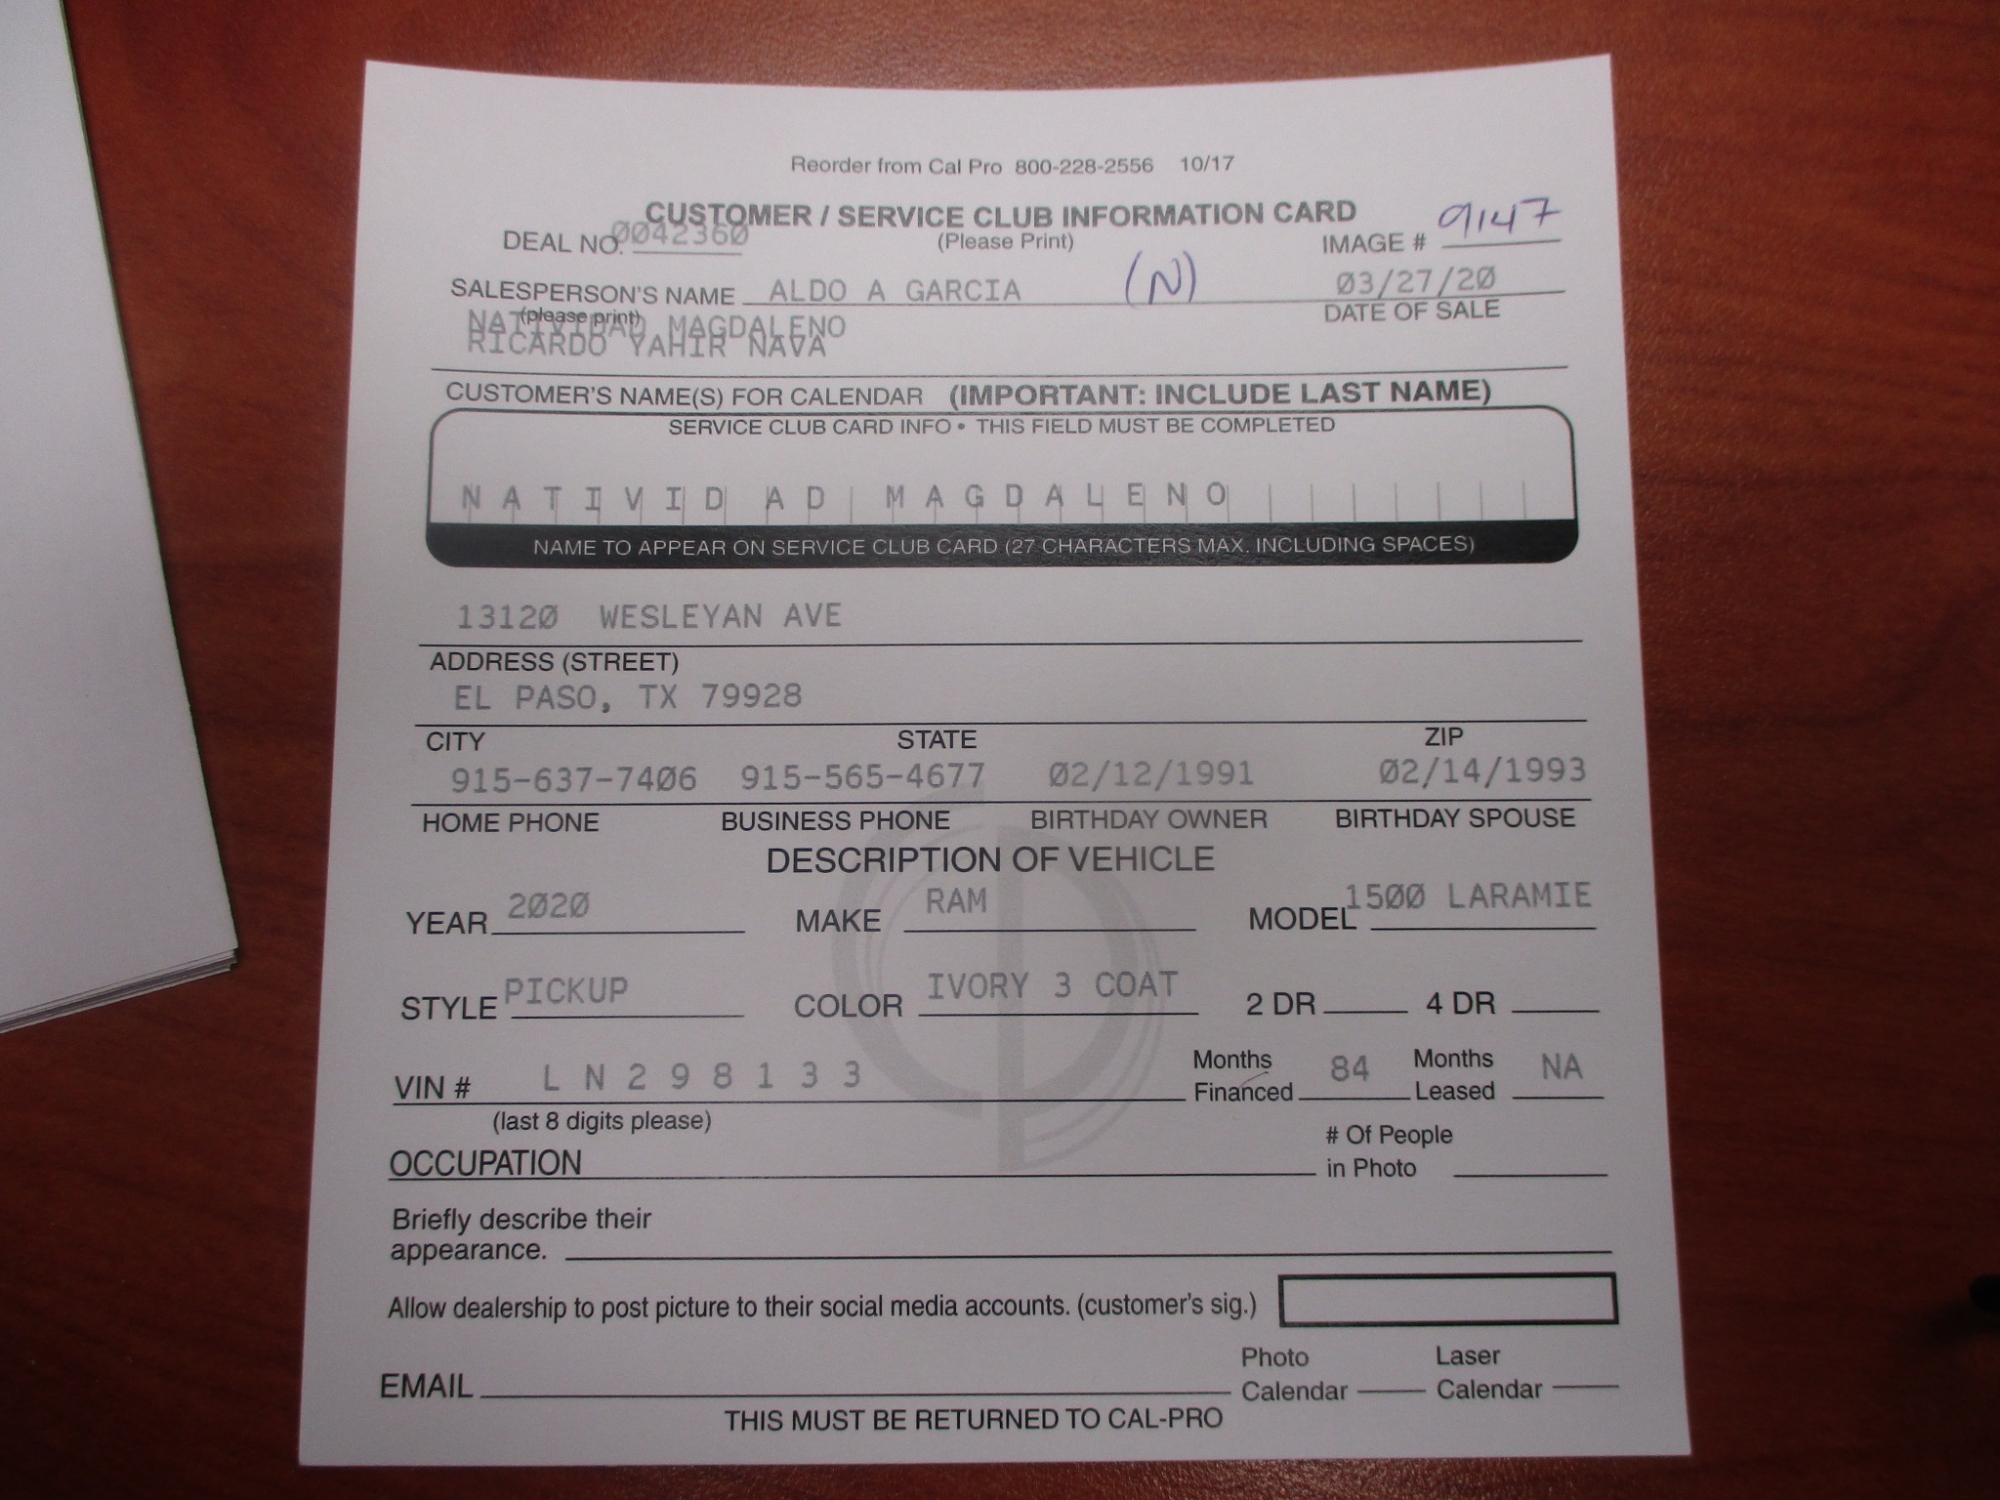 Reorder from Cal Pro 800-228-2556 10/17
CUSTOMER / SERVICE CLUB INFORMATION CARD
DEAL NO. 0042360 (Please Print) IMAGE # 9147
SALESPERSON'S NAME ALDO A GARCIA (N) 03/27/20
(please print) DATE OF SALE
NATIVIDAD MAGDALENO
RICARDO YAHIR NAVA
CUSTOMER'S NAME(S) FOR CALENDAR (IMPORTANT: INCLUDE LAST NAME)
SERVICE CLUB CARD INFO • THIS FIELD MUST BE COMPLETED
NATIVIDAD MAGDALENO
NAME TO APPEAR ON SERVICE CLUB CARD (27 CHARACTERS MAX. INCLUDING SPACES)
13120 WESLEYAN AVE
ADDRESS (STREET)
EL PASO, TX 79928
CITY STATE ZIP
915-637-7406 915-565-4677 02/12/1991 02/14/1993
HOME PHONE BUSINESS PHONE BIRTHDAY OWNER BIRTHDAY SPOUSE
DESCRIPTION OF VEHICLE
YEAR 2020 MAKE RAM MODEL 1500 LARAMIE
STYLE PICKUP COLOR IVORY 3 COAT 2 DR 4 DR
VIN # LN298133 Months Financed 84 Months Leased NA
(last 8 digits please)
OCCUPATION # Of People in Photo
Briefly describe their
appearance.
Allow dealership to post picture to their social media accounts. (customer's sig.)
EMAIL Photo Calendar Laser Calendar
THIS MUST BE RETURNED TO CAL-PRO